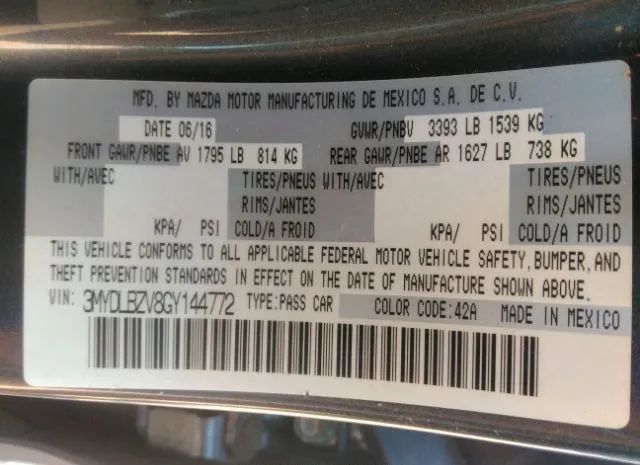 MFD. BY MAZDA MOTOR MANUFACTURING DE MEXICO S.A. DE C.V.
DATE 06/16 GVWR/PNBV 3393 LB 1539 KG
FRONT GAWR/PNBE AV 1795 LB 814 KG REAR GAWR/PNBE AR 1627 LB 738 KG
WITH/AVEC TIRES/PNEUS WITH/AVEC TIRES/PNEUS
RIMS/JANTES RIMS/JANTES
KPA/ PSI COLD/A FROID KPA/ PSI COLD/A FROID
THIS VEHICLE CONFORMS TO ALL APPLICABLE FEDERAL MOTOR VEHICLE SAFETY, BUMPER, AND
THEFT PREVENTION STANDARDS IN EFFECT ON THE DATE OF MANUFACTURE SHOWN ABOVE.
VIN: 3MYDLBZV8GY144772 TYPE:PASS CAR COLOR CODE:42A MADE IN MEXICO